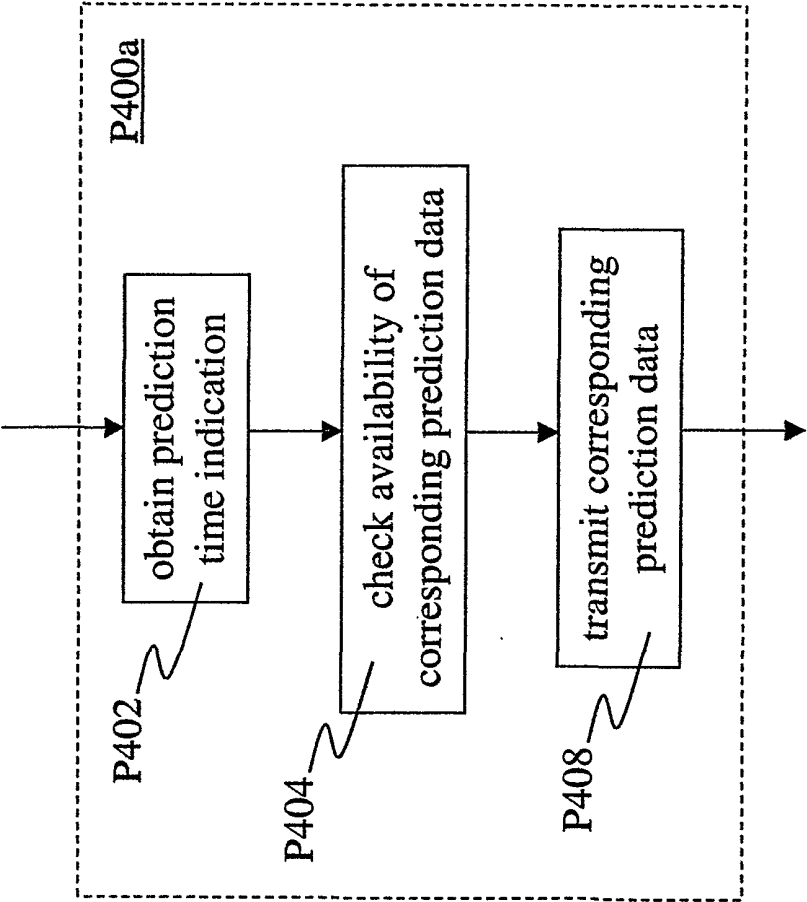 P400a
P402
obtain prediction
time indication
P404
check availability of
corresponding prediction data
P408
transmit corresponding
prediction data